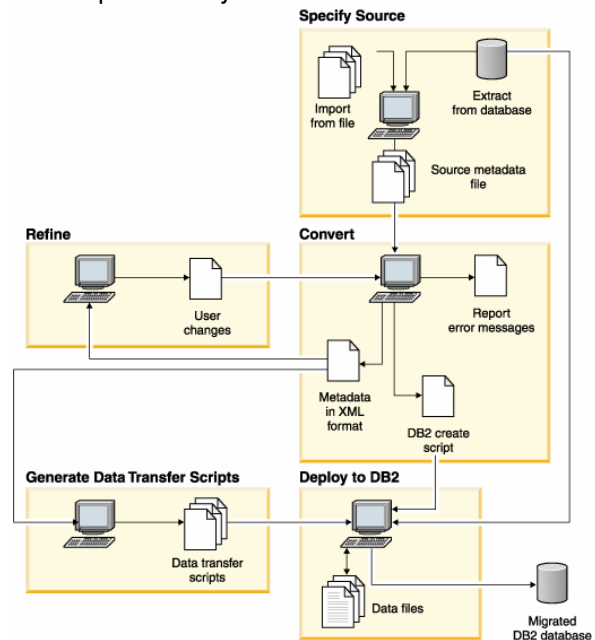 Specify Source
Import
from file
Extract
from database
Source metadata
file
Refine
User
changes
Convert
Report
error messages
Metadata
in XML
format
DB2 create
script
Generate Data Transfer Scripts
Data transfer
scripts
Deploy to DB2
Data files
Migrated
DB2 database